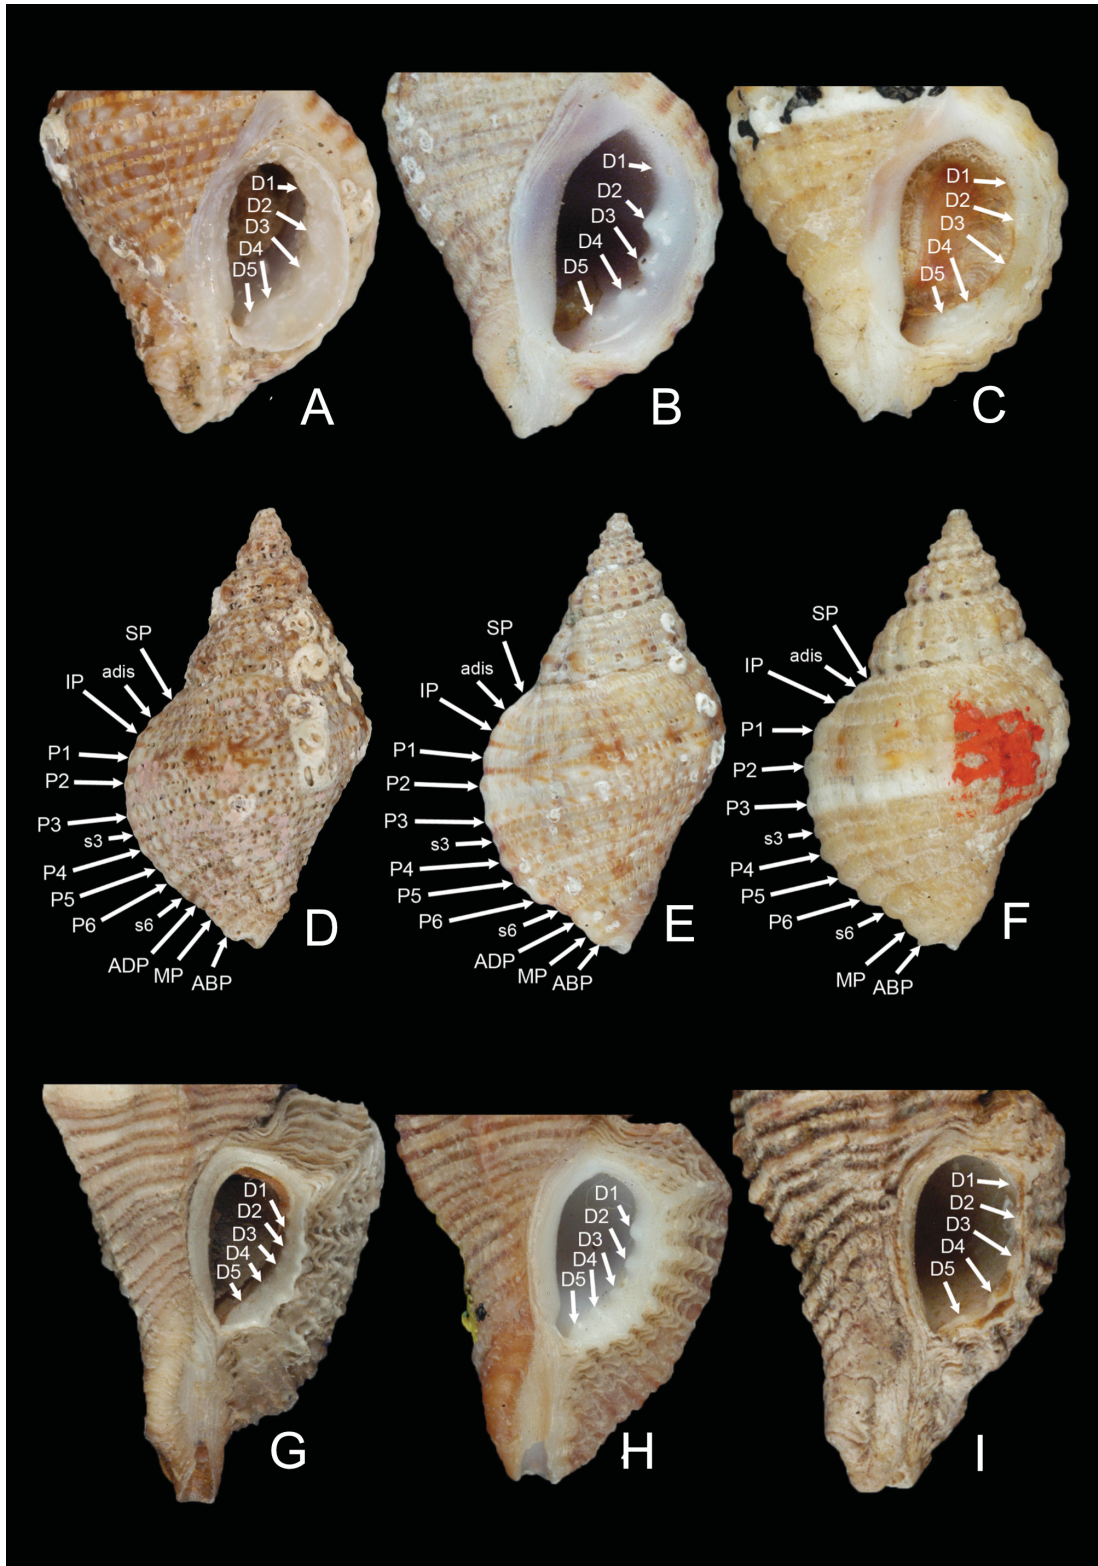 D1
D2
D3
D4
D5
A
D1
D2
D3
D4
D5
B
D1
D2
D3
D4
D5
C
SP
adis
IP
P1
P2
P3
s3
P4
P5
P6
s6
ADP
MP
ABP
D
SP
adis
IP
P1
P2
P3
s3
P4
P5
P6
s6
ADP
MP
ABP
E
SP
adis
IP
P1
P2
P3
s3
P4
P5
P6
s6
MP
ABP
F
D1
D2
D3
D4
D5
G
D1
D2
D3
D4
D5
H
D1
D2
D3
D4
D5
I